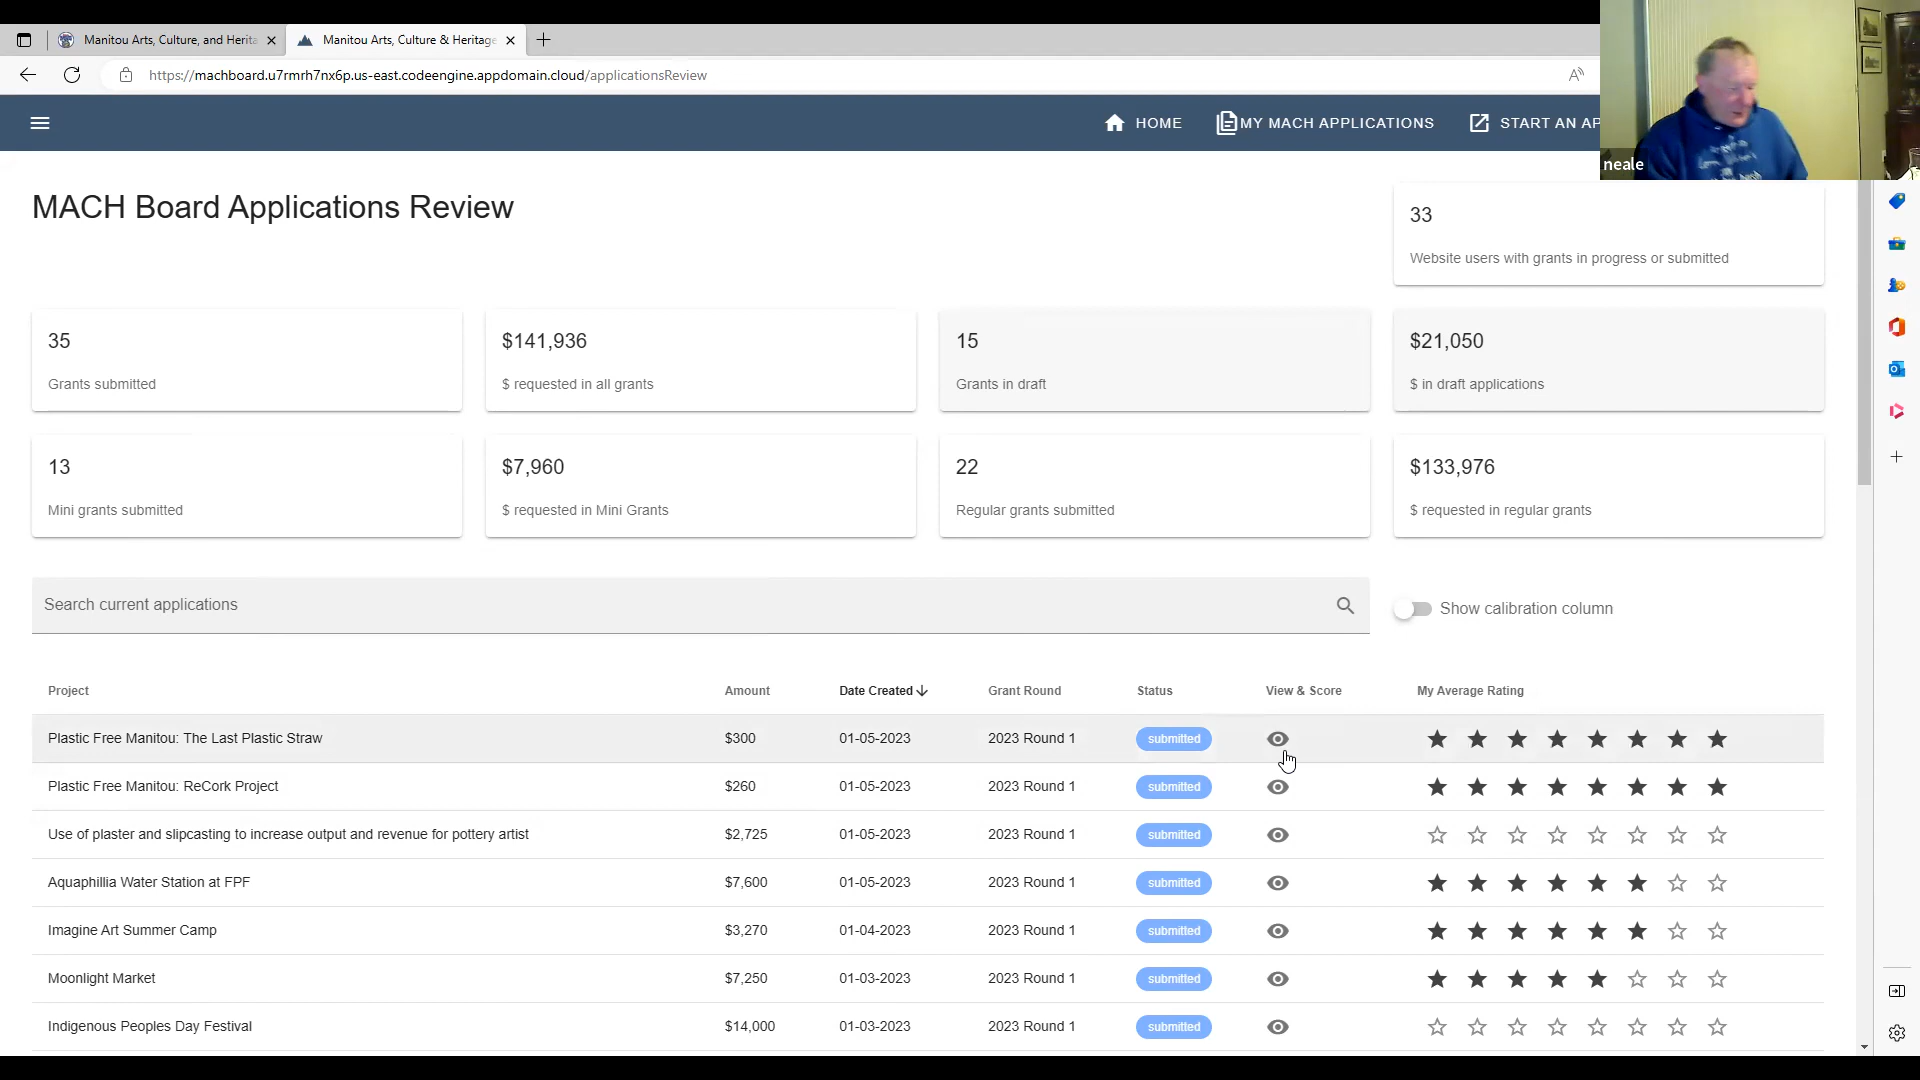 Manitou Arts, Culture, and Herita
Manitou Arts, Culture & Heritage
https://machboard.u7rmrh7nx6p.us-east.codeengine.appdomain.cloud/applicationsReview
HOME
MY MACH APPLICATIONS
START AN AP
neale
MACH Board Applications Review
33
Website users with grants in progress or submitted
35
Grants submitted
$141,936
$ requested in all grants
15
Grants in draft
$21,050
$ in draft applications
13
Mini grants submitted
$7,960
$ requested in Mini Grants
22
Regular grants submitted
$133,976
$ requested in regular grants
Search current applications
Show calibration column
Project Amount Date Created Grant Round Status View & Score My Average Rating
Plastic Free Manitou: The Last Plastic Straw $300 01-05-2023 2023 Round 1 submitted
Plastic Free Manitou: ReCork Project $260 01-05-2023 2023 Round 1 submitted
Use of plaster and slipcasting to increase output and revenue for pottery artist $2,725 01-05-2023 2023 Round 1 submitted
Aquaphillia Water Station at FPF $7,600 01-05-2023 2023 Round 1 submitted
Imagine Art Summer Camp $3,270 01-04-2023 2023 Round 1 submitted
Moonlight Market $7,250 01-03-2023 2023 Round 1 submitted
Indigenous Peoples Day Festival $14,000 01-03-2023 2023 Round 1 submitted